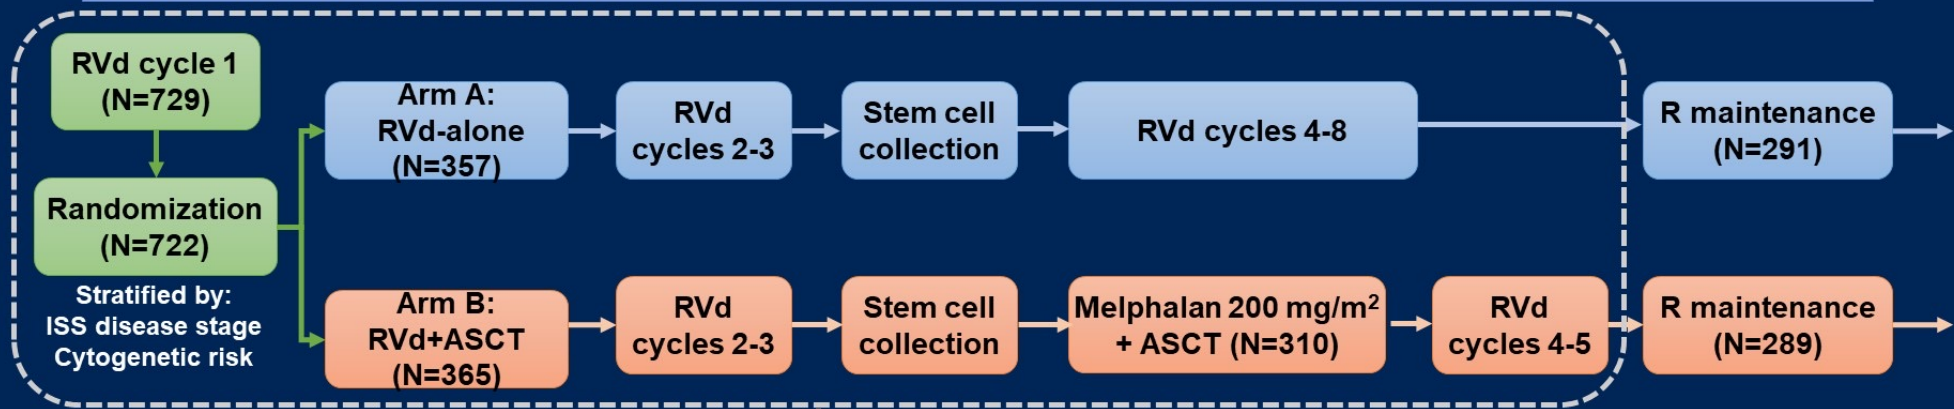 RVd cycle 1
(N=729)
Randomization
(N=722)
Stratified by:
ISS disease stage
Cytogenetic risk
Arm A:
RVd-alone
(N=357)
RVd
cycles 2-3
Stem cell
collection
RVd cycles 4-8
R maintenance
(N=291)
Arm B:
RVd+ASCT
(N=365)
RVd
cycles 2-3
Stem cell
collection
Melphalan 200 mg/m²
+ ASCT (N=310)
RVd
cycles 4-5
R maintenance
(N=289)